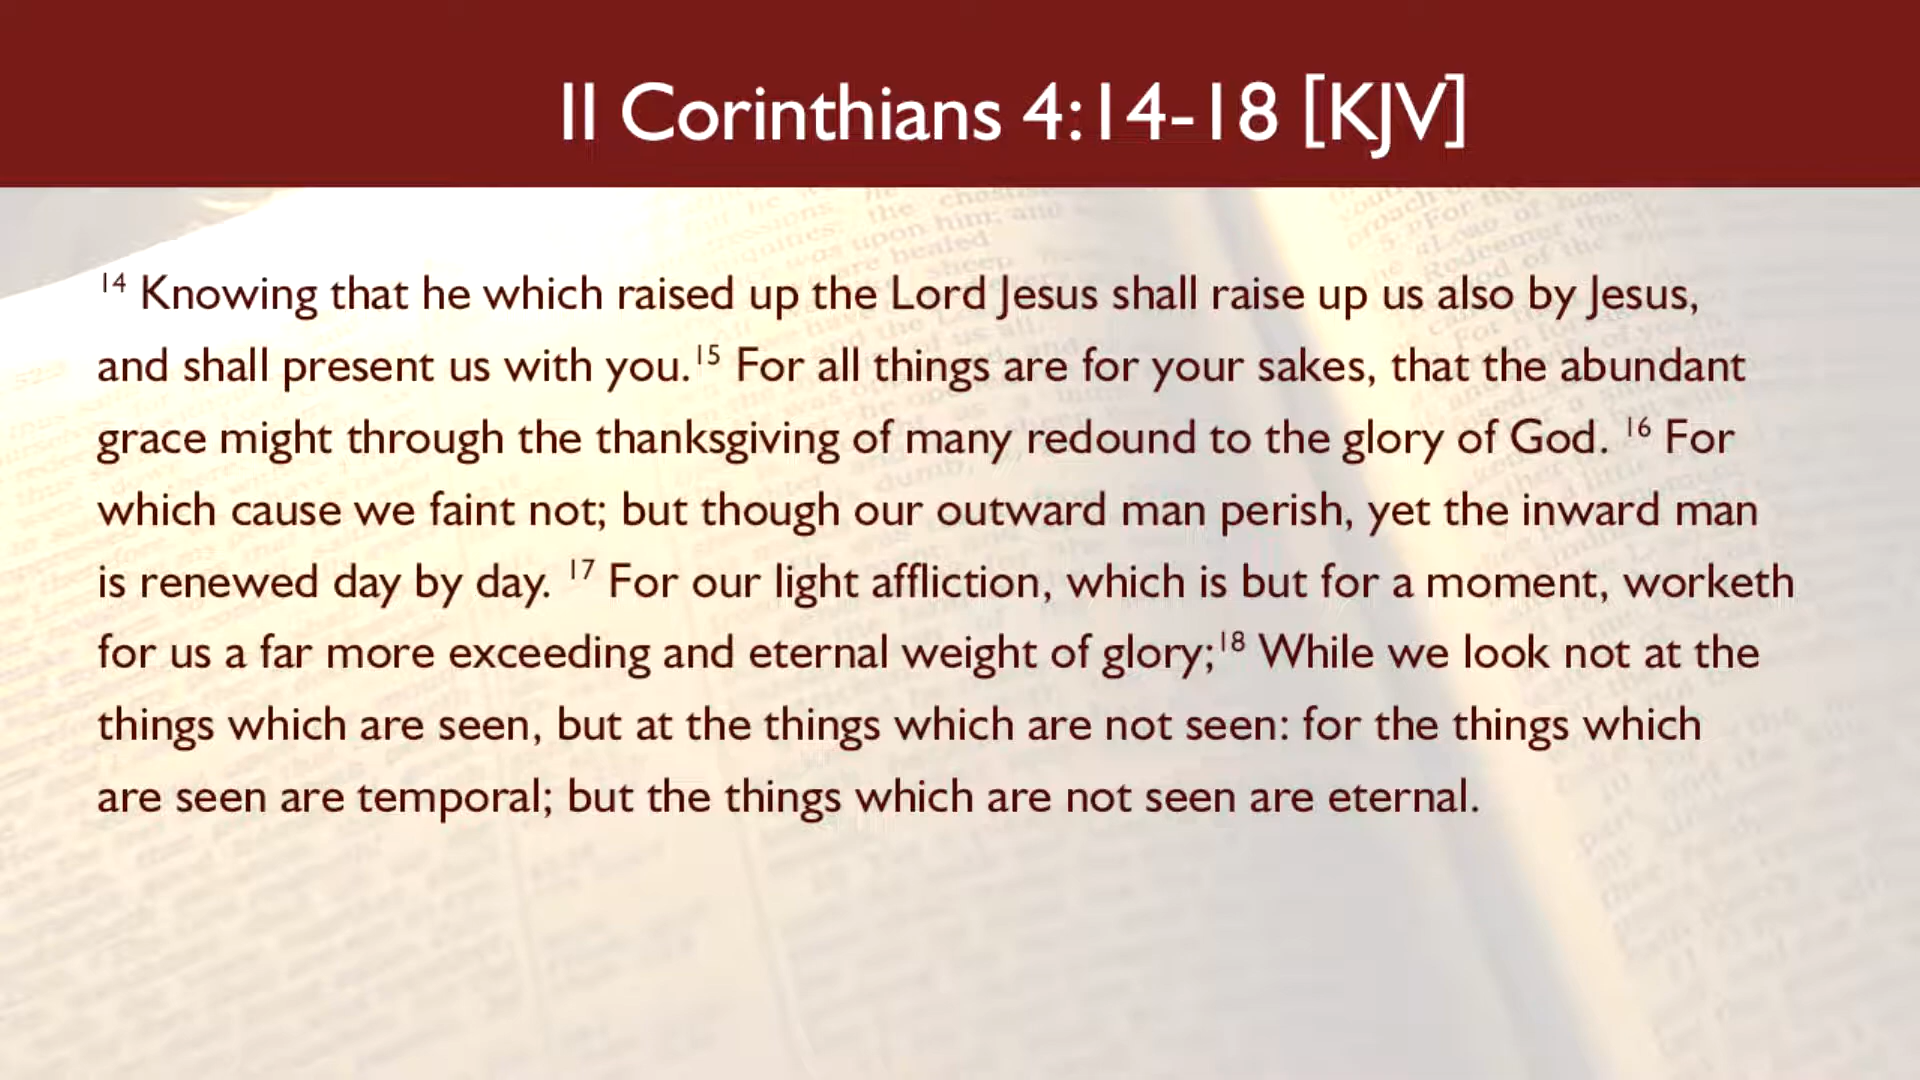 II Corinthians 4:14-18 [KJV]
14 Knowing that he which raised up the Lord Jesus shall raise up us also by Jesus,
and shall present us with you.15 For all things are for your sakes, that the abundant
grace might through the thanksgiving of many redound to the glory of God. 16 For
which cause we faint not; but though our outward man perish, yet the inward man
is renewed day by day. 17 For our light affliction, which is but for a moment, worketh
for us a far more exceeding and eternal weight of glory;18 While we look not at the
things which are seen, but at the things which are not seen: for the things which
are seen are temporal; but the things which are not seen are eternal.